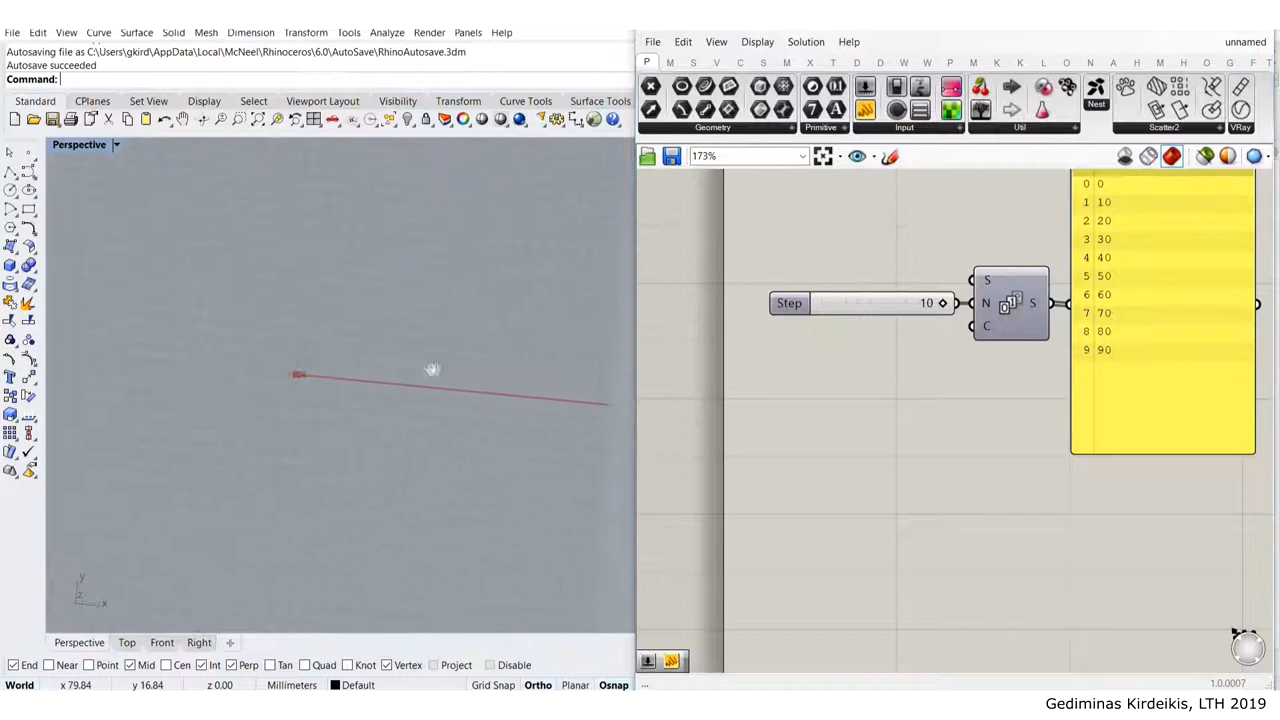 File Edit View Curve Surface Solid Mesh Dimension Transform Tools Analyze Render Panels Help
Autosaving file as C:\Users\gkird\AppData\Local\McNeel\Rhinoceros\6.0\AutoSave\RhinoAutosave.3dm
Autosave succeeded
Command:
Standard CPlanes Set View Display Select Viewport Layout Visibility Transform Curve Tools Surface Tools
Perspective
y
z x
Perspective Top Front Right
End Near Point Mid Cen Int Perp Tan Quad Knot Vertex Project Disable
World x 79.84 y 16.84 z 0.00 Millimeters Default Grid Snap Ortho Planar Osnap
File Edit View Display Solution Help unnamed
P M S V C S M I T D W W W H M K K L O N S A D M P R O G F T
Nest
Geometry Primitive Input Util Scatter2 VRay
173%
0 0
1 10
2 20
3 30
4 40
5 50
6 60
7 70
8 80
9 90
Step 10
S
N S
C
... 1.0.0007
Gediminas Kirdeikis, LTH 2019